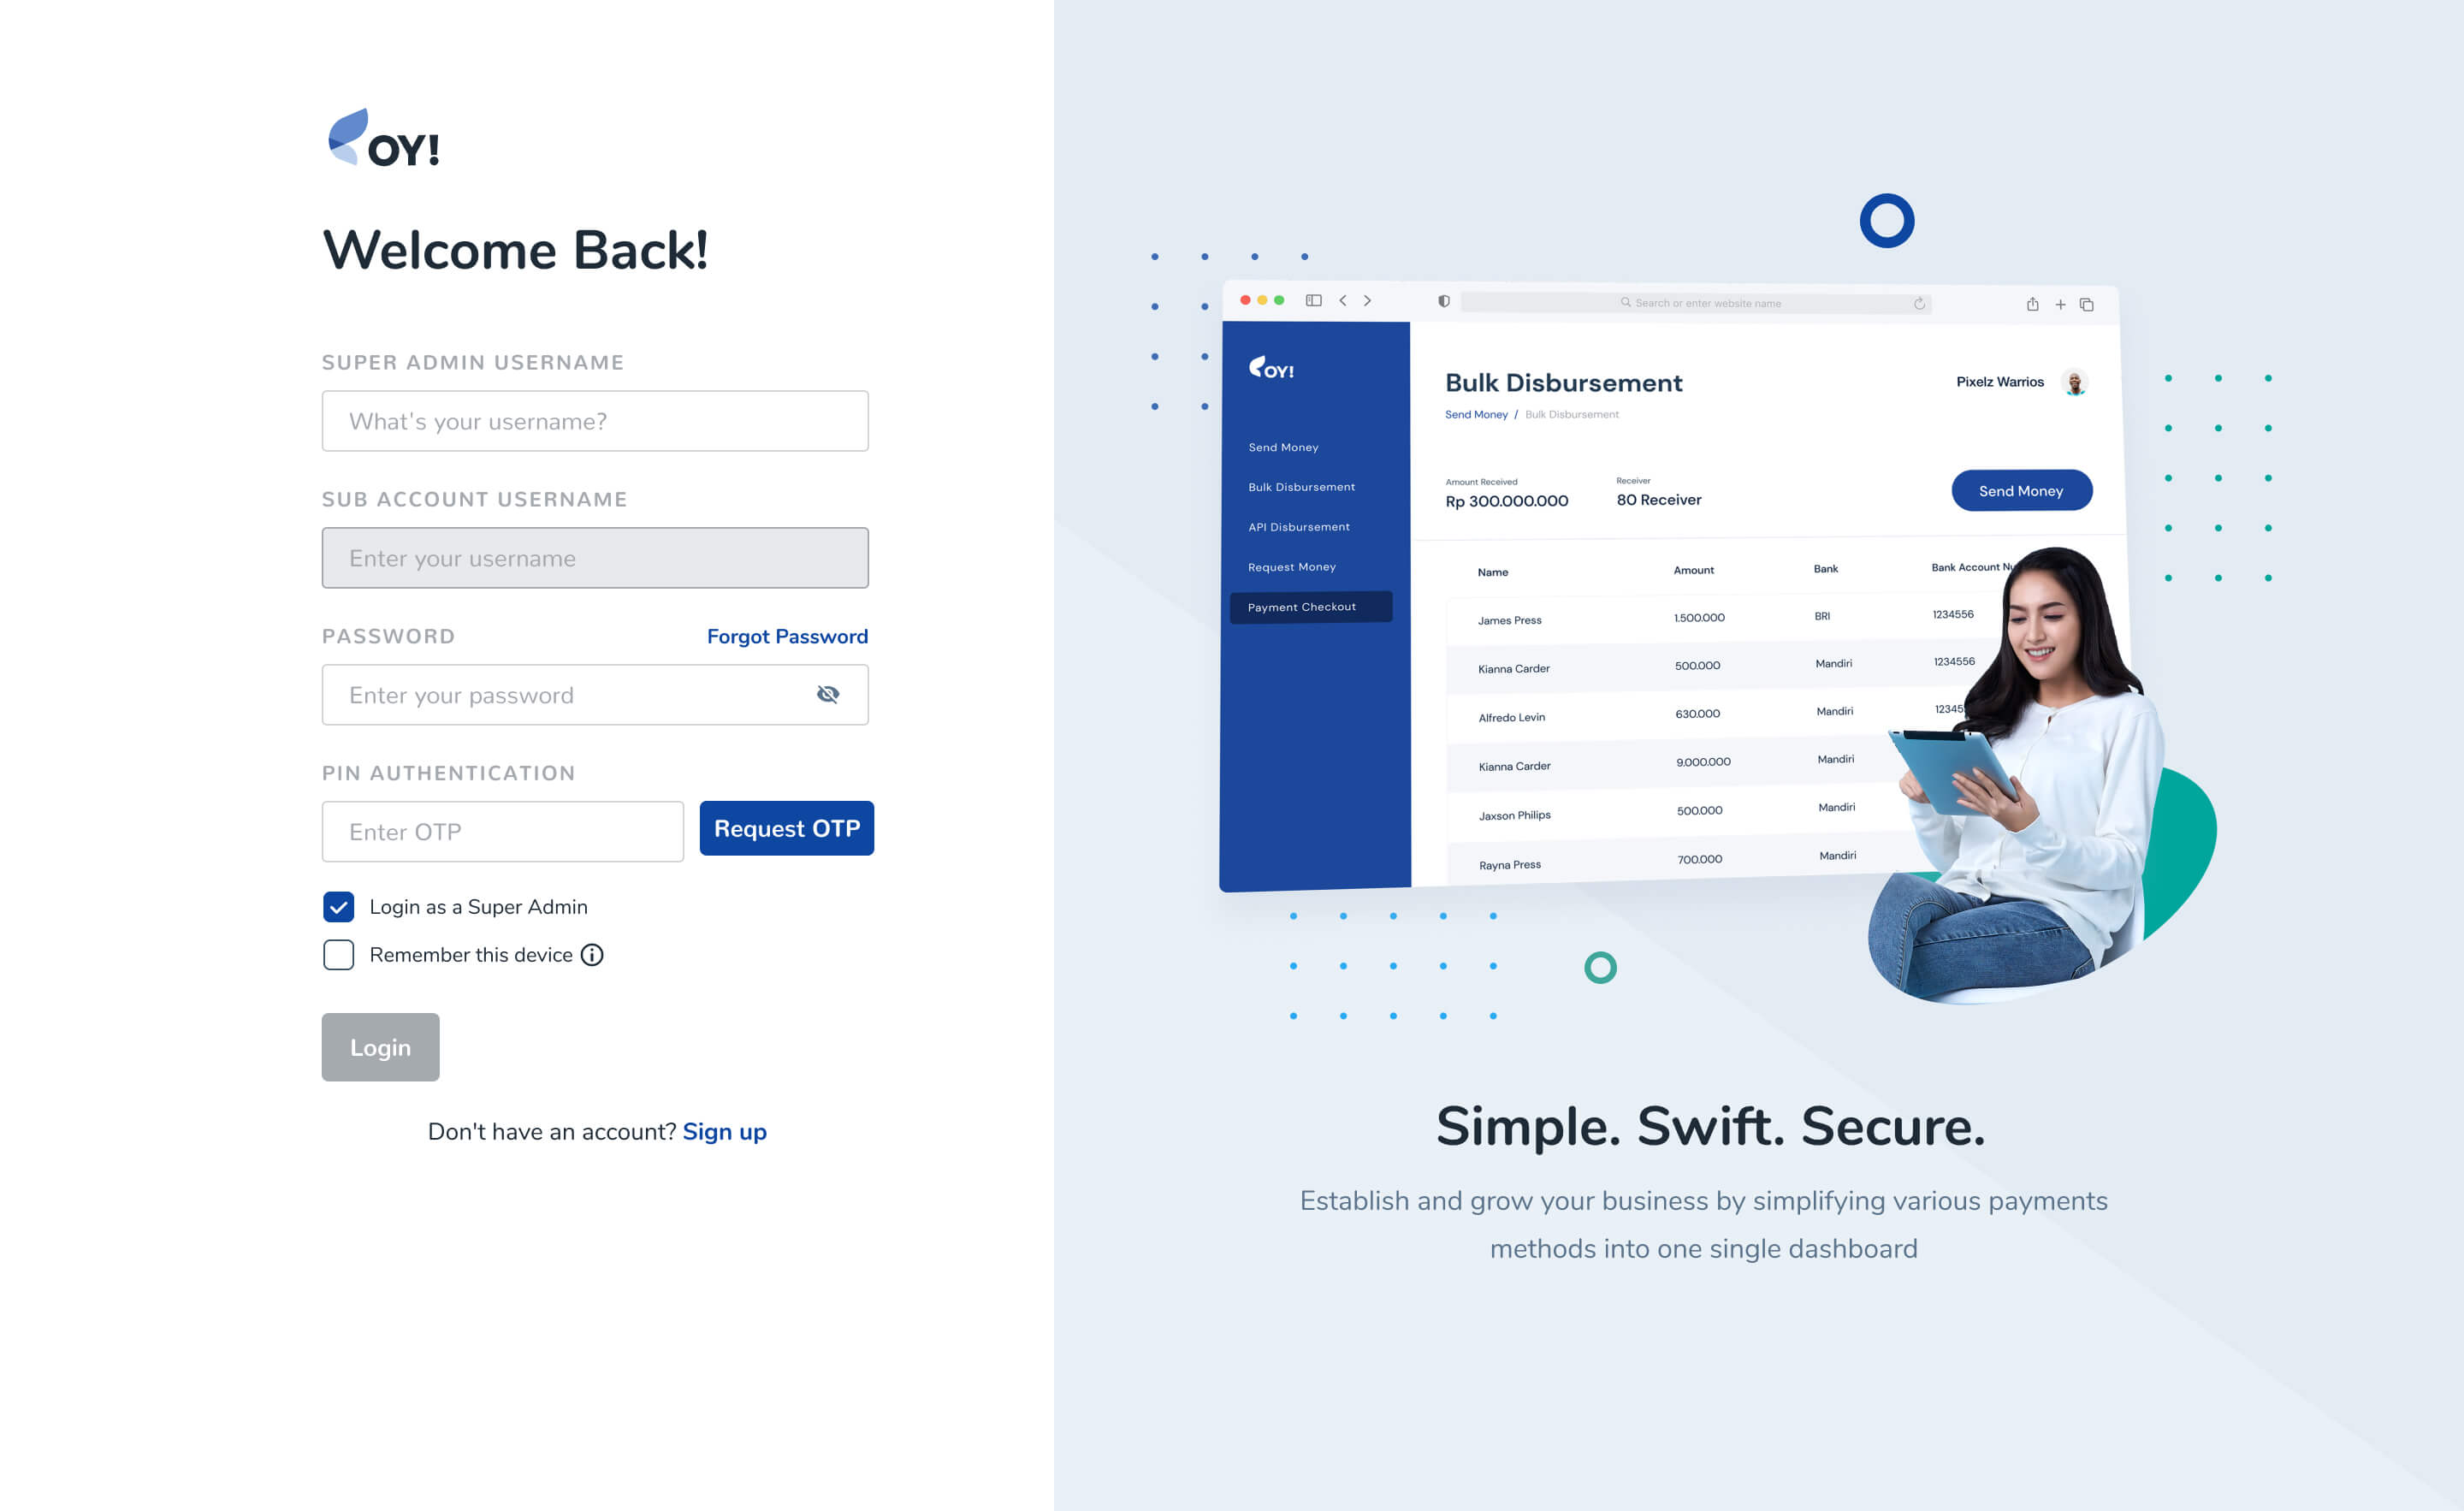 OY!
Welcome Back!
SUPER ADMIN USERNAME
What's your username?
SUB ACCOUNT USERNAME
Enter your username
PASSWORD
Forgot Password
Enter your password
PIN AUTHENTICATION
Enter OTP
Request OTP
Login as a Super Admin
Remember this device
Login
Don't have an account? Sign up
Search or enter website name
OY!
Send Money
Bulk Disbursement
API Disbursement
Request Money
Payment Checkout
Bulk Disbursement
Pixelz Warrios
Send Money / Bulk Disbursement
Amount Received
Rp 300.000.000
Receiver
80 Receiver
Send Money
Name Amount Bank Bank Account
James Press 1.500.000 BRI 1234556
Kianna Carder 500.000 Mandiri 1234556
Alfredo Levin 630.000 Mandiri 12345
Kianna Carder 9.000.000 Mandiri
Jaxson Philips 500.000 Mandiri
Rayna Press 700.000 Mandiri
Simple. Swift. Secure.
Establish and grow your business by simplifying various payments
methods into one single dashboard